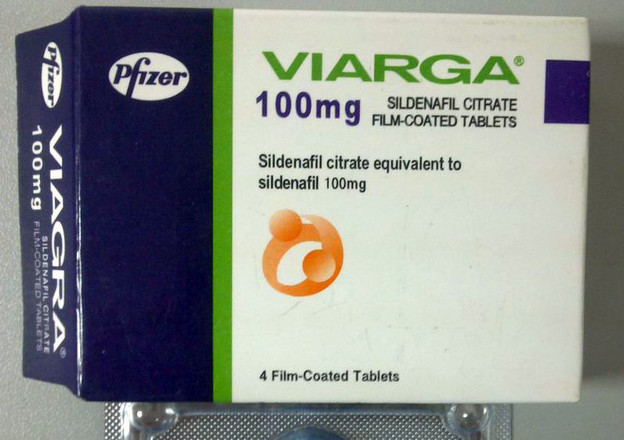 Pfizer
VIAGRA®
100mg
SILDENAFIL CITRATE
FILM-COATED TABLETS
Pfizer
VIARGA®
100mg
SILDENAFIL CITRATE
FILM-COATED TABLETS
Sildenafil citrate equivalent to
sildenafil 100mg
4 Film-Coated Tablets